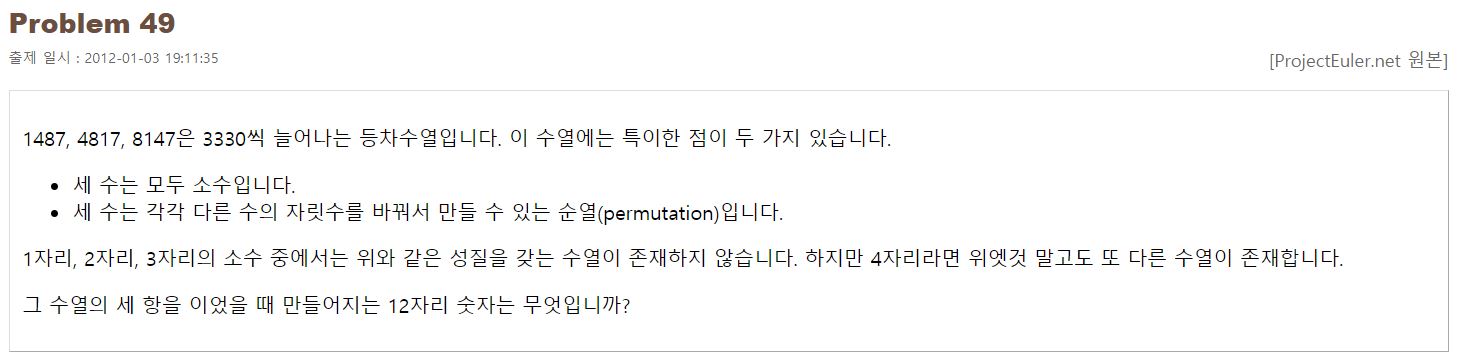 Problem 49
출제 일시 : 2012-01-03 19:11:35
[ProjectEuler.net 원본]
1487, 4817, 8147은 3330씩 늘어나는 등차수열입니다. 이 수열에는 특이한 점이 두 가지 있습니다.
• 세 수는 모두 소수입니다.
• 세 수는 각각 다른 수의 자릿수를 바꿔서 만들 수 있는 순열(permutation)입니다.
1자리, 2자리, 3자리의 소수 중에서는 위와 같은 성질을 갖는 수열이 존재하지 않습니다. 하지만 4자리라면 위엣것 말고도 또 다른 수열이 존재합니다.
그 수열의 세 항을 이었을 때 만들어지는 12자리 숫자는 무엇입니까?